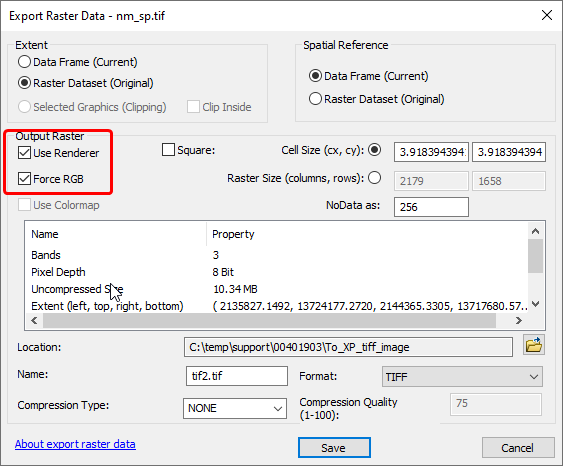 Export Raster Data - nm_sp.tif
Extent
Data Frame (Current)
Raster Dataset (Original)
Selected Graphics (Clipping)
Clip Inside
Spatial Reference
Data Frame (Current)
Raster Dataset (Original)
Output Raster
Use Renderer
Square:
Cell Size (cx, cy):
3.918394394
3.918394394
Force RGB
Raster Size (columns, rows):
2179
1658
Use Colormap
NoData as:
256
Name Property
Bands 3
Pixel Depth 8 Bit
Uncompressed Size 10.34 MB
Extent (left, top, right, bottom) ( 2135827.1492, 13724177.2720, 2144365.3305, 13717680.57...
Location:
C:\temp\support\00401903\To_XP_tiff_image
Name:
tif2.tif
Format:
TIFF
Compression Type:
NONE
Compression Quality
(1-100):
75
About export raster data
Save
Cancel